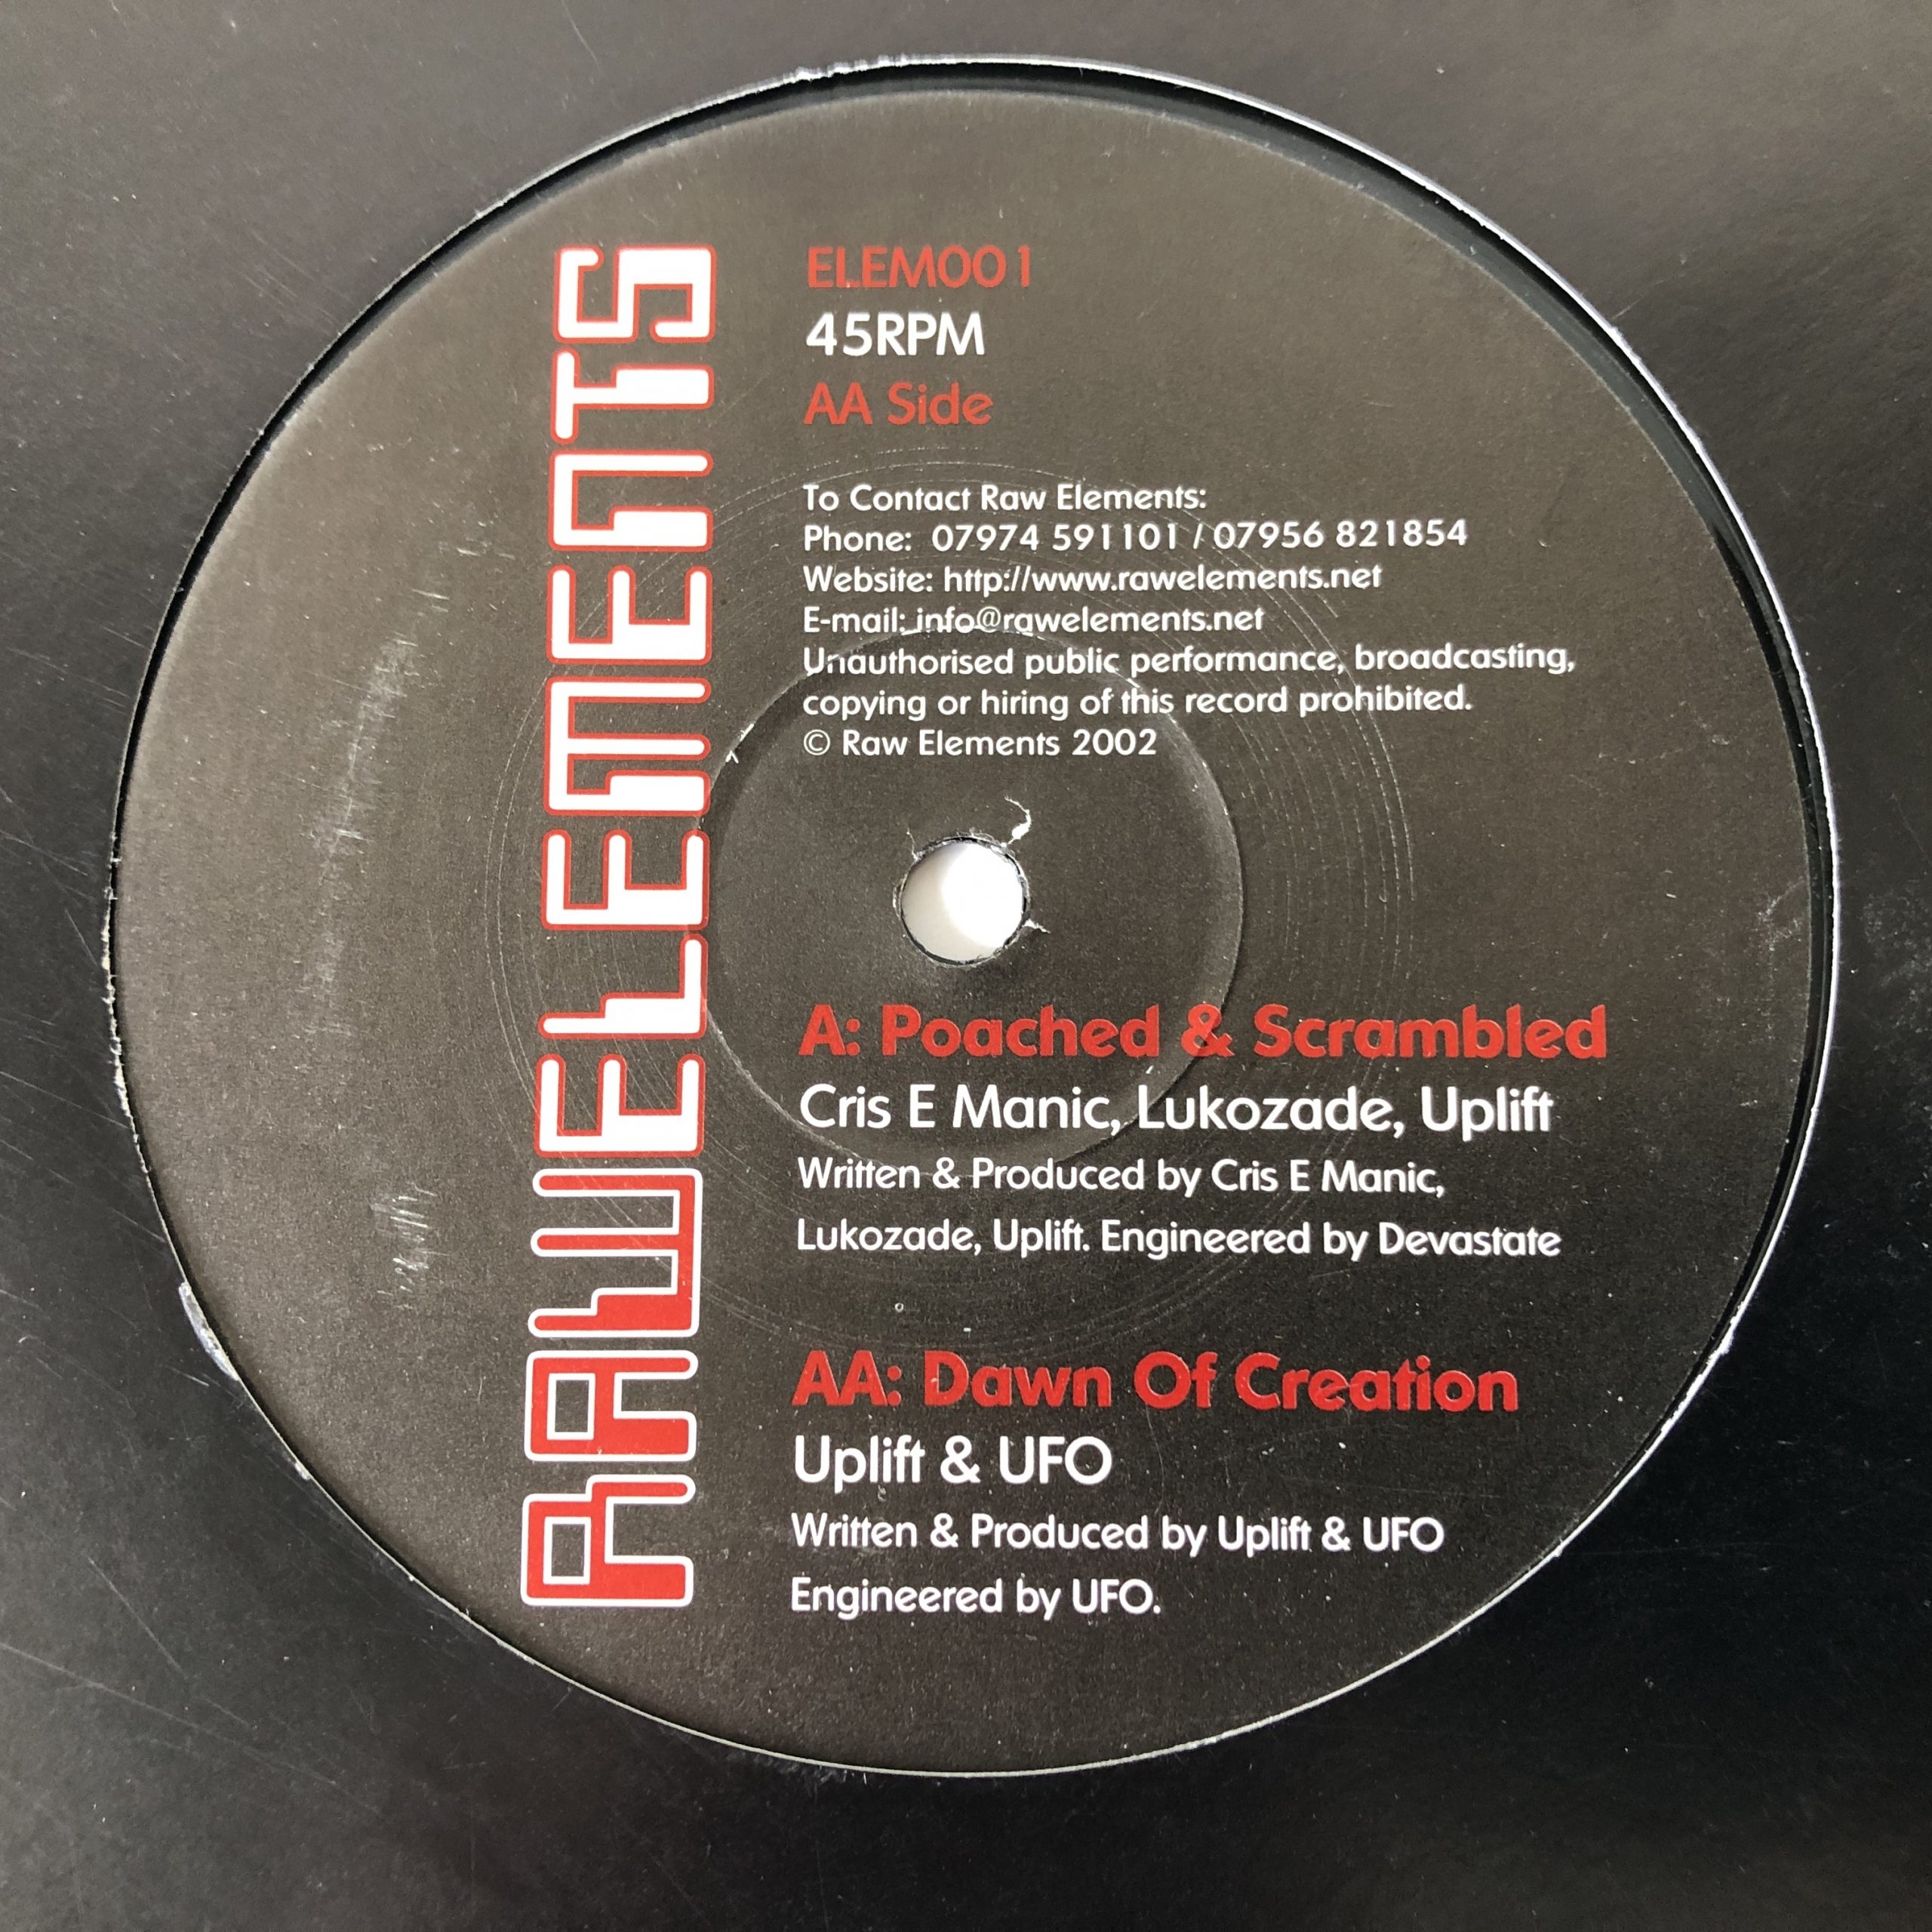 RAWELEMENTS
ELEM001
45RPM
AA Side
To Contact Raw Elements:
Phone: 07974 591101 / 07956 821854
Website: http://www.rawelements.net
E-mail: info@rawelements.net
Unauthorised public performance, broadcasting,
copying or hiring of this record prohibited.
© Raw Elements 2002
A: Poached & Scrambled
Cris E Manic, Lukozade, Uplift
Written & Produced by Cris E Manic,
Lukozade, Uplift. Engineered by Devastate
AA: Dawn Of Creation
Uplift & UFO
Written & Produced by Uplift & UFO
Engineered by UFO.